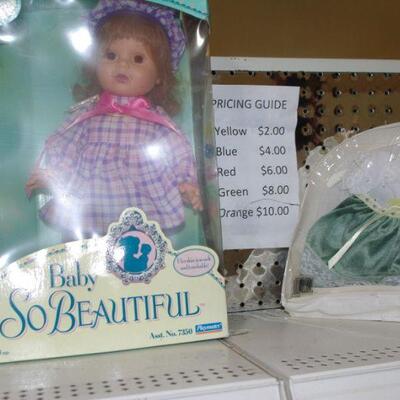 PRICING GUIDE
Yellow $2.00
Blue $4.00
Red $6.00
Green $8.00
Orange $10.00
Baby
SO BEAUTIFUL
Asst. No. 7350
Playmates